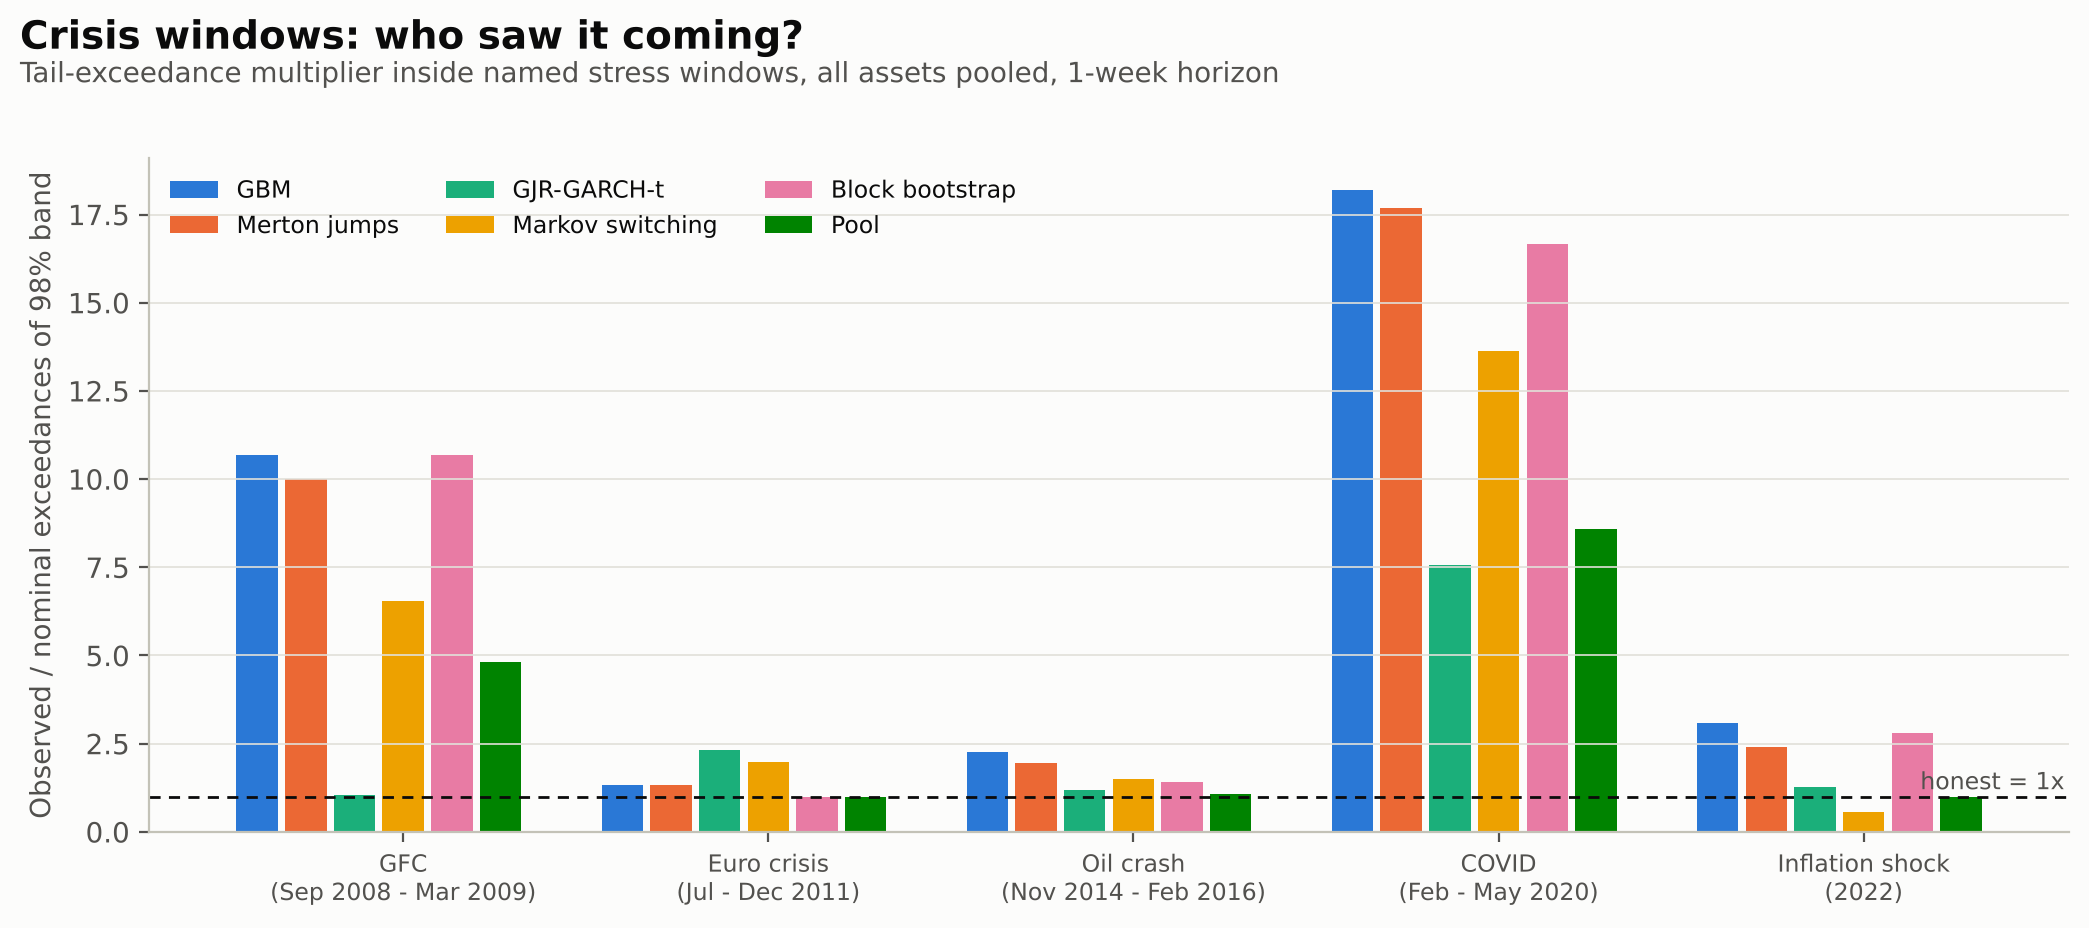 Crisis windows: who saw it coming?
Tail-exceedance multiplier inside named stress windows, all assets pooled, 1-week horizon
Observed / nominal exceedances of 98% band
17.5
15.0
12.5
10.0
7.5
5.0
2.5
0.0
GBM
Merton jumps
GJR-GARCH-t
Markov switching
Block bootstrap
Pool
honest = 1x
GFC
(Sep 2008 - Mar 2009)
Euro crisis
(Jul - Dec 2011)
Oil crash
(Nov 2014 - Feb 2016)
COVID
(Feb - May 2020)
Inflation shock
(2022)